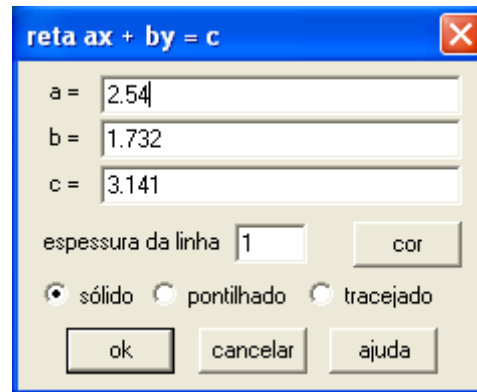 reta ax + by = c
a = 2.54
b = 1.732
c = 3.141
espessura da linha 1 cor
sólido pontilhado tracejado
ok cancelar ajuda